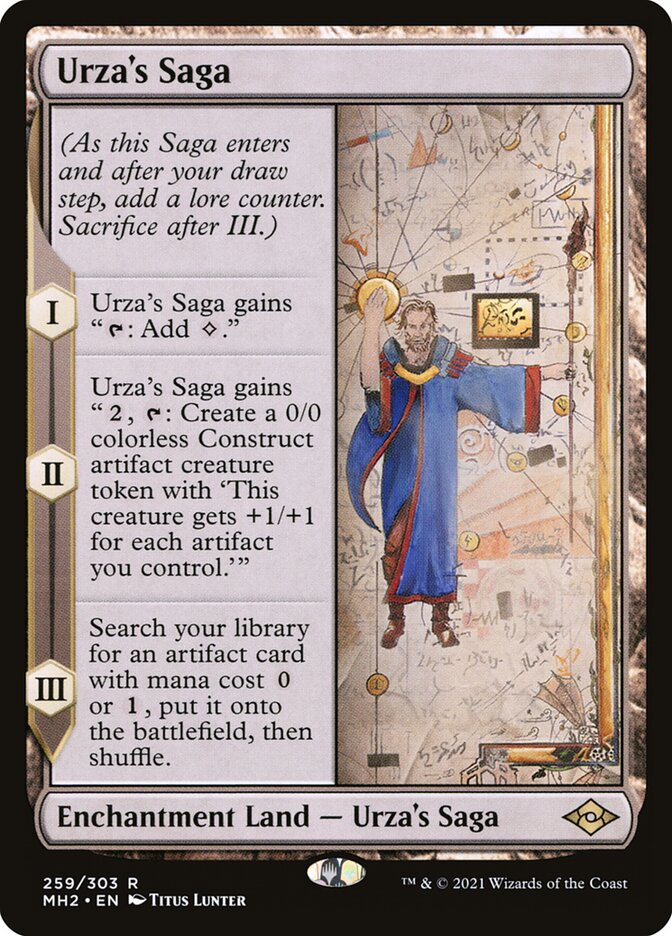 Urza's Saga
(As this Saga enters
and after your draw
step, add a lore counter.
Sacrifice after III.)
I
Urza's Saga gains
“ : Add .”
II
Urza's Saga gains
“ 2, : Create a 0/0
colorless Construct
artifact creature
token with ‘This
creature gets +1/+1
for each artifact
you control.’”
III
Search your library
for an artifact card
with mana cost 0
or 1, put it onto
the battlefield, then
shuffle.
Enchantment Land — Urza's Saga
259/303 R
MH2 • EN Titus Lunter
™ & © 2021 Wizards of the Coast